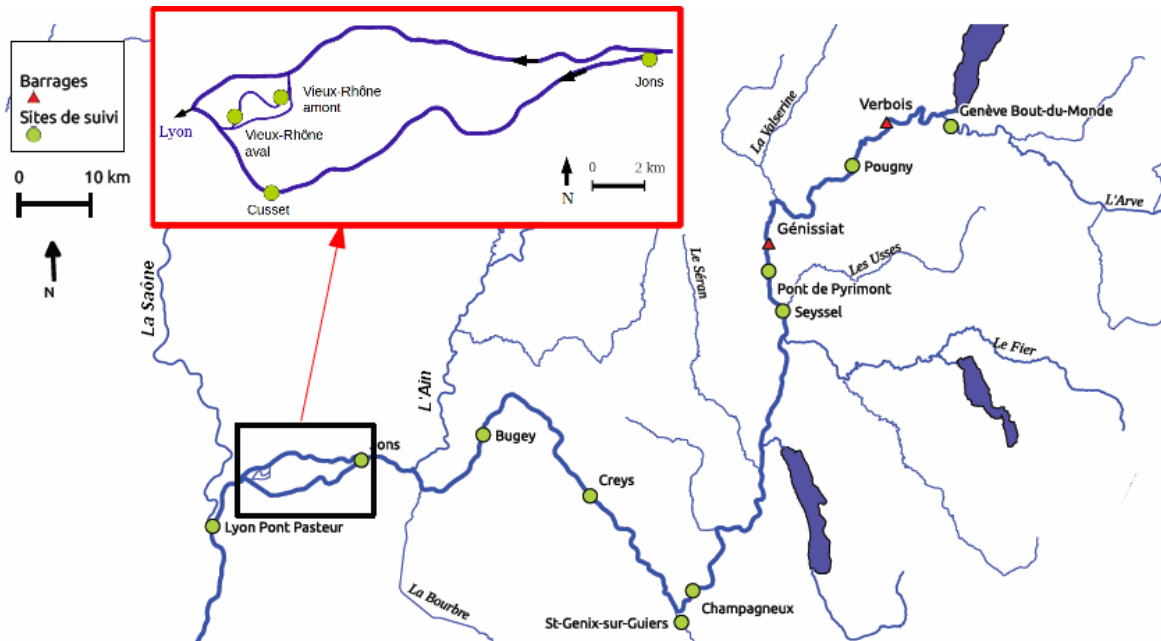 Barrages
Sites de suivi
0 10 km
N
Vieux-Rhône
amont
Vieux-Rhône
aval
Lyon
Cusset
Jons
0 2 km
N
La Valserine
Verbois
Genève Bout-du-Monde
Pougny
L'Arve
Génissiat
Les Usses
Pont de Pyrimont
Seyssel
Le Séran
Le Fier
La Saône
L'Ain
Jons
Bugey
Creys
Lyon Pont Pasteur
La Bourbre
Champagneux
St-Genix-sur-Guiers